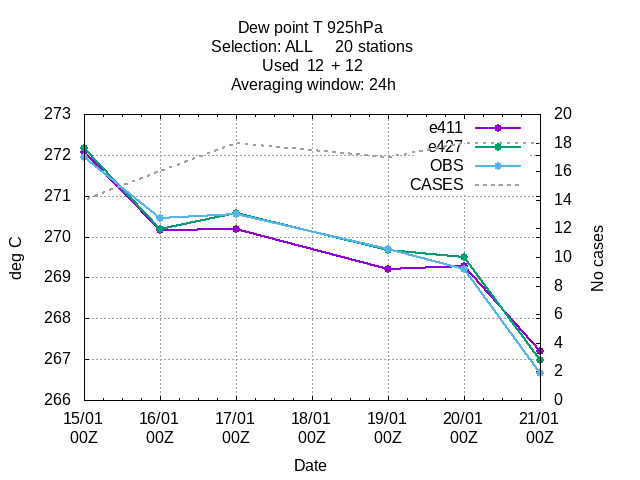 Dew point T 925hPa
Selection: ALL     20 stations
Used  12 + 12
Averaging window: 24h
273
272
271
270
269
268
267
266
deg C
20
18
16
14
12
10
8
6
4
2
0
No cases
e411
e427
OBS
CASES
15/01 16/01 17/01 18/01 19/01 20/01 21/01
00Z 00Z 00Z 00Z 00Z 00Z 00Z
Date